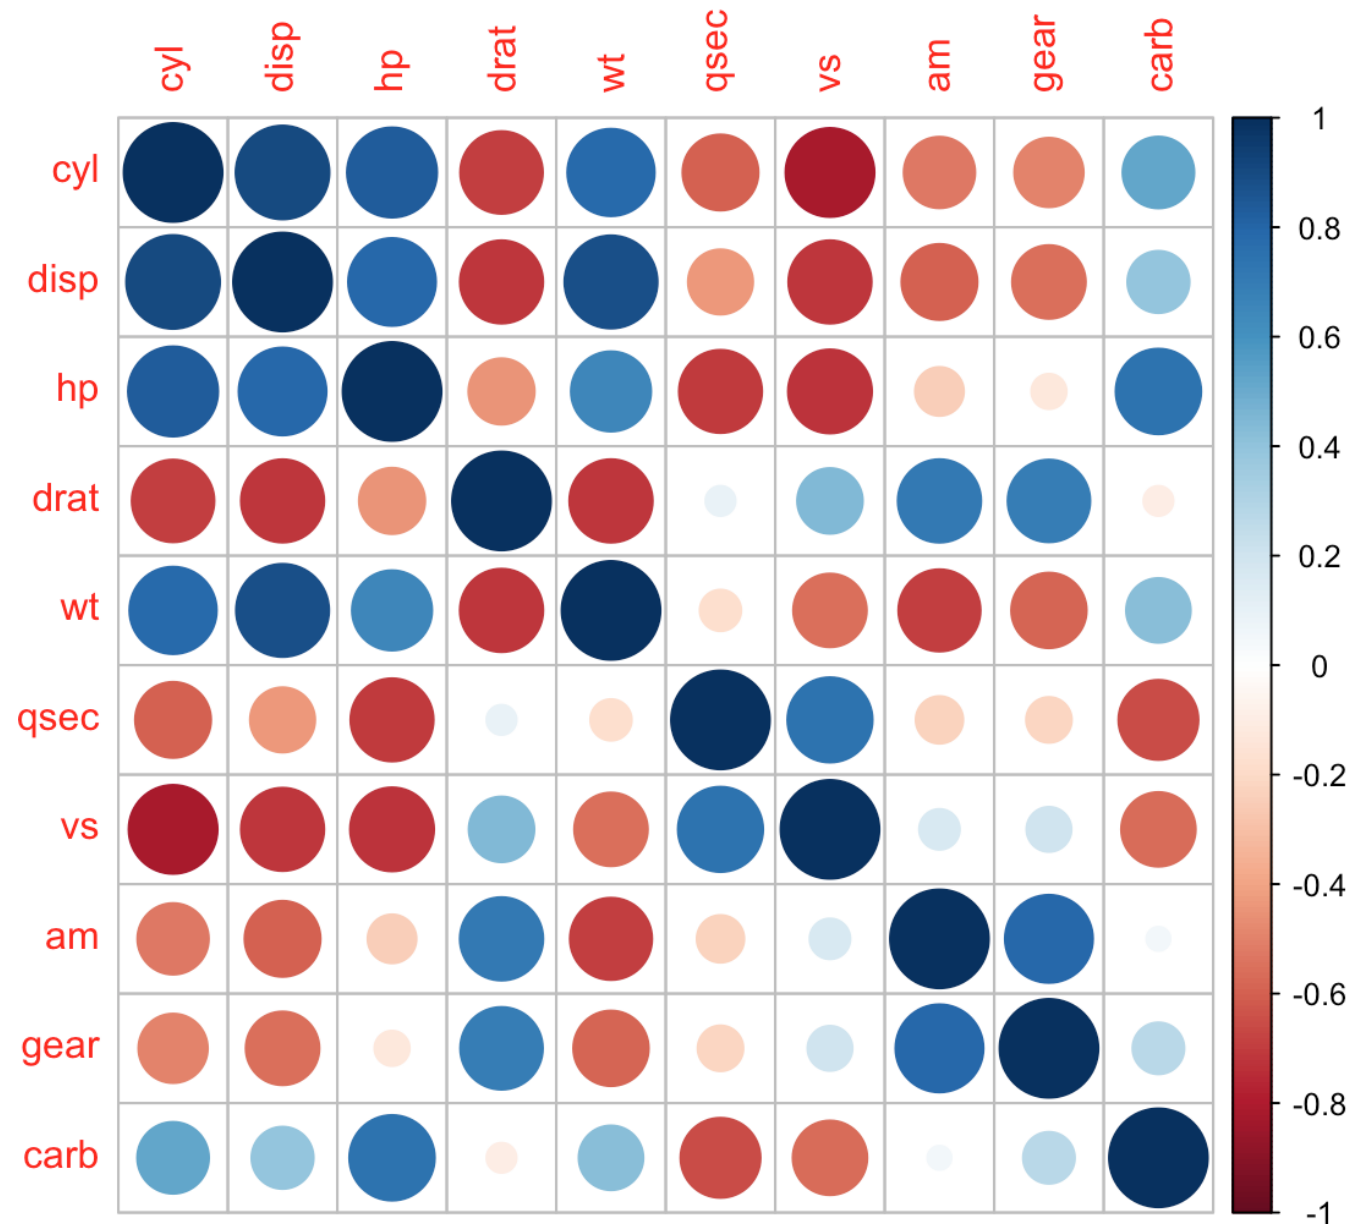 cyl disp hp drat wt qsec vs am gear carb
cyl
disp
hp
drat
wt
qsec
vs
am
gear
carb
1
0.8
0.6
0.4
0.2
0
-0.2
-0.4
-0.6
-0.8
-1